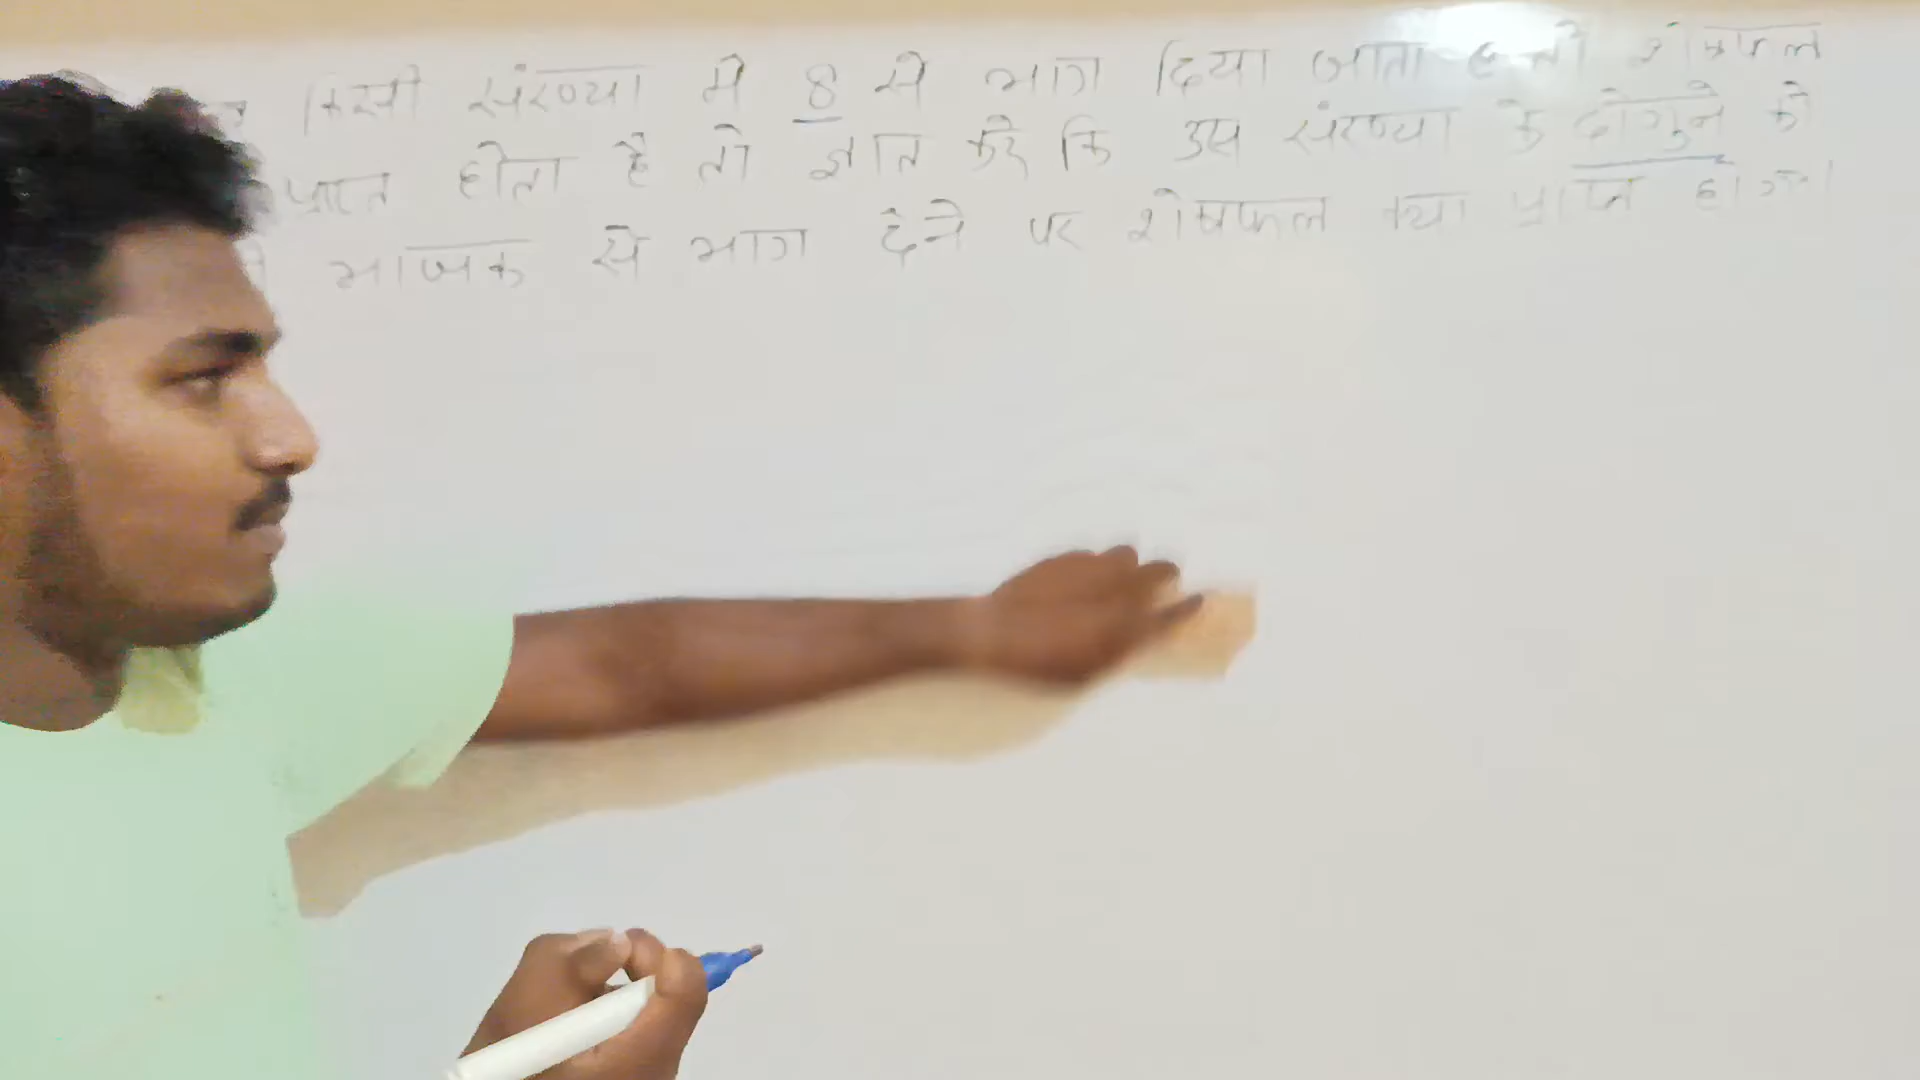 किसी संख्या मे 8 से भाग दिया जाता है तो शेषफल
प्राप्त होता है तो ज्ञात करे कि उस संख्या के दोगुने को
भाजक से भाग देने पर शेषफल क्या प्राप्त होगा।